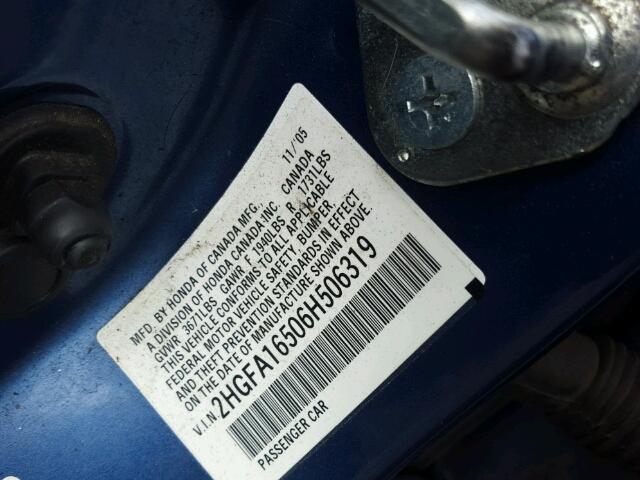 MFD. BY HONDA OF CANADA MFG. 11/'05
A DIVISION OF HONDA CANADA INC. CANADA
GVWR 3671LBS GAWR F 1940LBS R 1731LBS
THIS VEHICLE CONFORMS TO ALL APPLICABLE
FEDERAL MOTOR VEHICLE SAFETY, BUMPER
AND THEFT PREVENTION STANDARDS IN EFFECT
ON THE DATE OF MANUFACTURE SHOWN ABOVE.
V.I.N. 2HGFA16506H506319
PASSENGER CAR